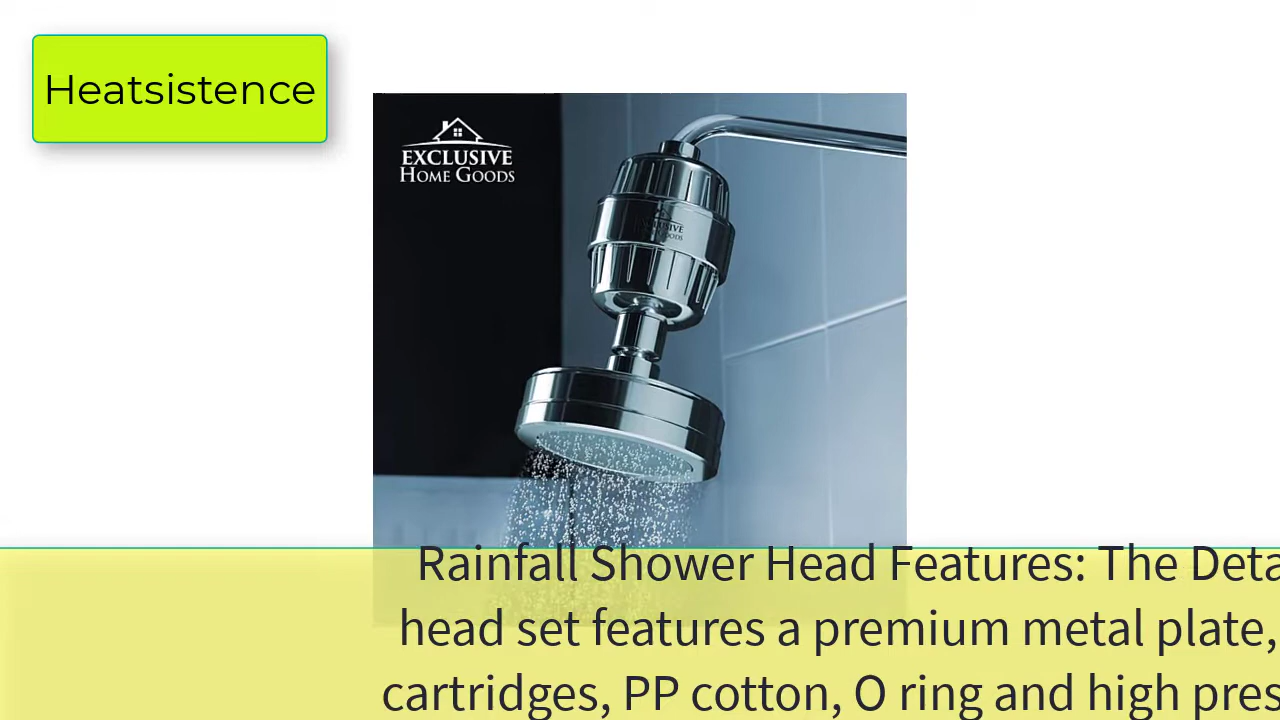 Heatsistence
EXCLUSIVE
HOME GOODS
Rainfall Shower Head Features: The Deta
head set features a premium metal plate,
cartridges, PP cotton, O ring and high pres